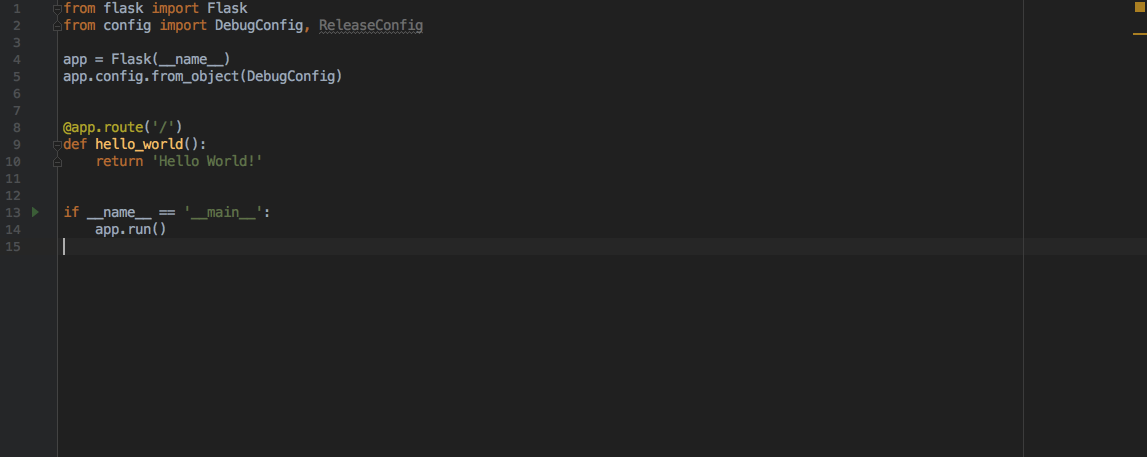 1 from flask import Flask
2 from config import DebugConfig, ReleaseConfig
3
4 app = Flask(__name__)
5 app.config.from_object(DebugConfig)
6
7
8 @app.route('/')
9 def hello_world():
10     return 'Hello World!'
11
12
13 if __name__ == '__main__':
14     app.run()
15